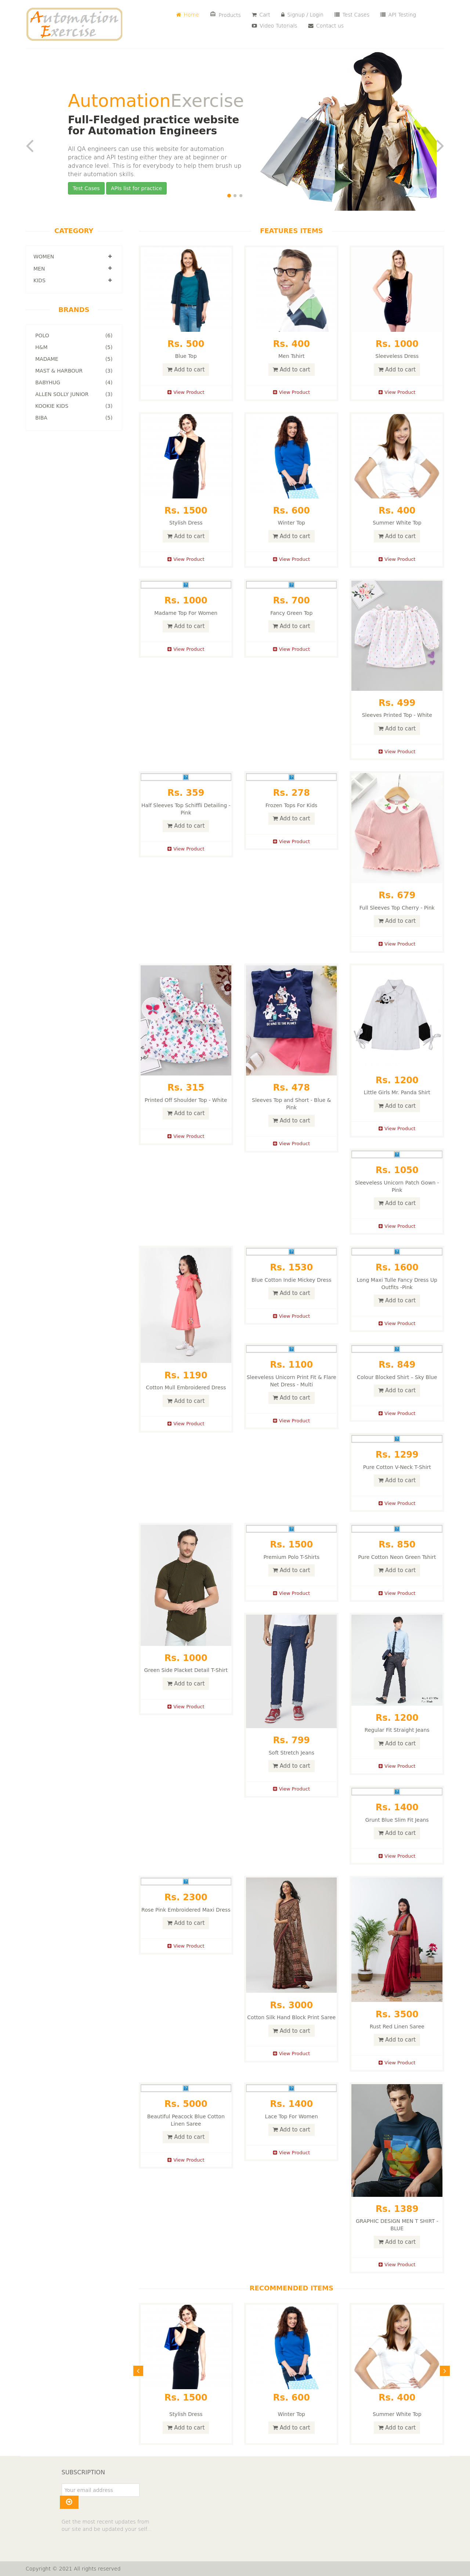 Automation
Exercise
Home
Products
Cart
Signup / Login
Test Cases
API Testing
Video Tutorials
Contact us
AutomationExercise
Full-Fledged practice website
for Automation Engineers
All QA engineers can use this website for automation
practice and API testing either they are at beginner or
advance level. This is for everybody to help them brush up
their automation skills.
Test Cases
APIs list for practice
CATEGORY
WOMEN
MEN
KIDS
BRANDS
POLO (6)
H&M (5)
MADAME (5)
MAST & HARBOUR (3)
BABYHUG (4)
ALLEN SOLLY JUNIOR (3)
KOOKIE KIDS (3)
BIBA (5)
FEATURES ITEMS
Rs. 500
Blue Top
Add to cart
View Product
Rs. 400
Men Tshirt
Add to cart
View Product
Rs. 1000
Sleeveless Dress
Add to cart
View Product
Rs. 1500
Stylish Dress
Add to cart
View Product
Rs. 600
Winter Top
Add to cart
View Product
Rs. 400
Summer White Top
Add to cart
View Product
Rs. 1000
Madame Top For Women
Add to cart
View Product
Rs. 700
Fancy Green Top
Add to cart
View Product
Rs. 499
Sleeves Printed Top - White
Add to cart
View Product
Rs. 359
Half Sleeves Top Schiffli Detailing -
Pink
Add to cart
View Product
Rs. 278
Frozen Tops For Kids
Add to cart
View Product
Rs. 679
Full Sleeves Top Cherry - Pink
Add to cart
View Product
Rs. 315
Printed Off Shoulder Top - White
Add to cart
View Product
Rs. 478
Sleeves Top and Short - Blue &
Pink
Add to cart
View Product
Rs. 1200
Little Girls Mr. Panda Shirt
Add to cart
View Product
Rs. 1050
Sleeveless Unicorn Patch Gown -
Pink
Add to cart
View Product
Rs. 1190
Cotton Mull Embroidered Dress
Add to cart
View Product
Rs. 1530
Blue Cotton Indie Mickey Dress
Add to cart
View Product
Rs. 1600
Long Maxi Tulle Fancy Dress Up
Outfits -Pink
Add to cart
View Product
Rs. 1100
Sleeveless Unicorn Print Fit & Flare
Net Dress - Multi
Add to cart
View Product
Rs. 849
Colour Blocked Shirt – Sky Blue
Add to cart
View Product
Rs. 1299
Pure Cotton V-Neck T-Shirt
Add to cart
View Product
Rs. 1000
Green Side Placket Detail T-Shirt
Add to cart
View Product
Rs. 1500
Premium Polo T-Shirts
Add to cart
View Product
Rs. 850
Pure Cotton Neon Green Tshirt
Add to cart
View Product
Rs. 799
Soft Stretch Jeans
Add to cart
View Product
Rs. 1200
Regular Fit Straight Jeans
Add to cart
View Product
Rs. 1400
Grunt Blue Slim Fit Jeans
Add to cart
View Product
Rs. 2300
Rose Pink Embroidered Maxi Dress
Add to cart
View Product
Rs. 3000
Cotton Silk Hand Block Print Saree
Add to cart
View Product
Rs. 3500
Rust Red Linen Saree
Add to cart
View Product
Rs. 5000
Beautiful Peacock Blue Cotton
Linen Saree
Add to cart
View Product
Rs. 1400
Lace Top For Women
Add to cart
View Product
Rs. 1389
GRAPHIC DESIGN MEN T SHIRT -
BLUE
Add to cart
View Product
RECOMMENDED ITEMS
Rs. 1500
Stylish Dress
Add to cart
Rs. 600
Winter Top
Add to cart
Rs. 400
Summer White Top
Add to cart
SUBSCRIPTION
Your email address
Get the most recent updates from
our site and be updated your self...
Copyright © 2021 All rights reserved